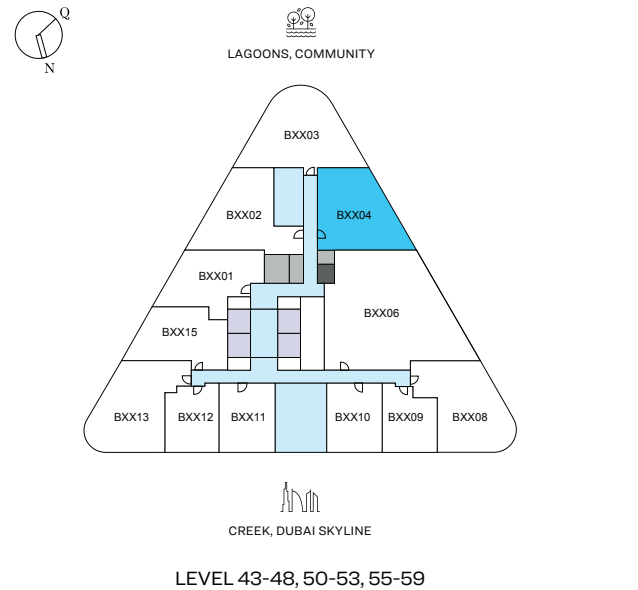 Q
N
LAGOONS, COMMUNITY
BXX03
BXX02
BXX04
BXX01
BXX06
BXX15
BXX13
BXX12
BXX11
BXX10
BXX09
BXX08
CREEK, DUBAI SKYLINE
LEVEL 43-48, 50-53, 55-59